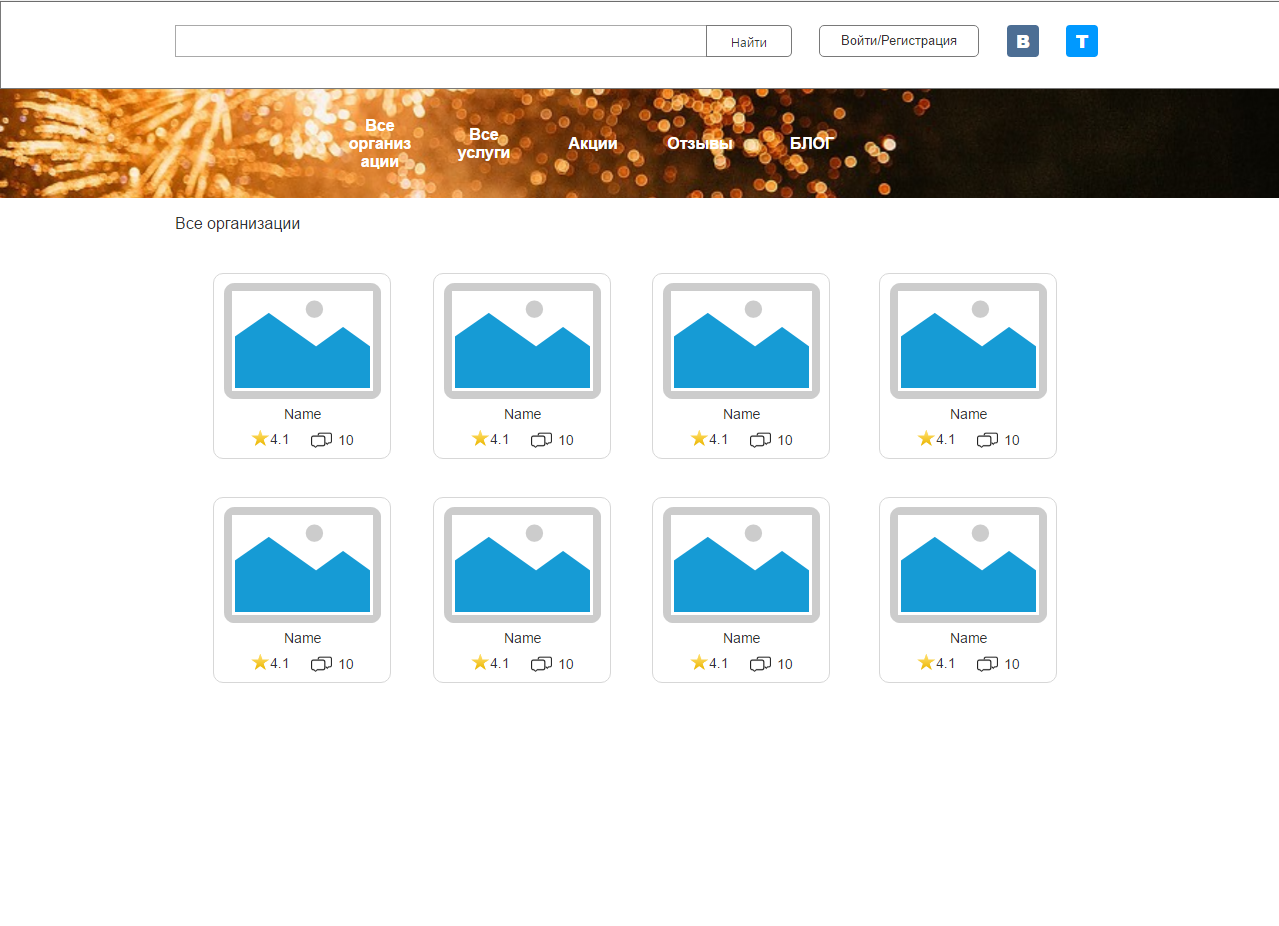 Найти
Войти/Регистрация
В
Т
Все
организ
ации
Все
услуги
Акции
Отзывы
БЛОГ
Все организации
Name
Name
Name
Name
4.1 10
4.1 10
4.1 10
4.1 10
Name
Name
Name
Name
4.1 10
4.1 10
4.1 10
4.1 10